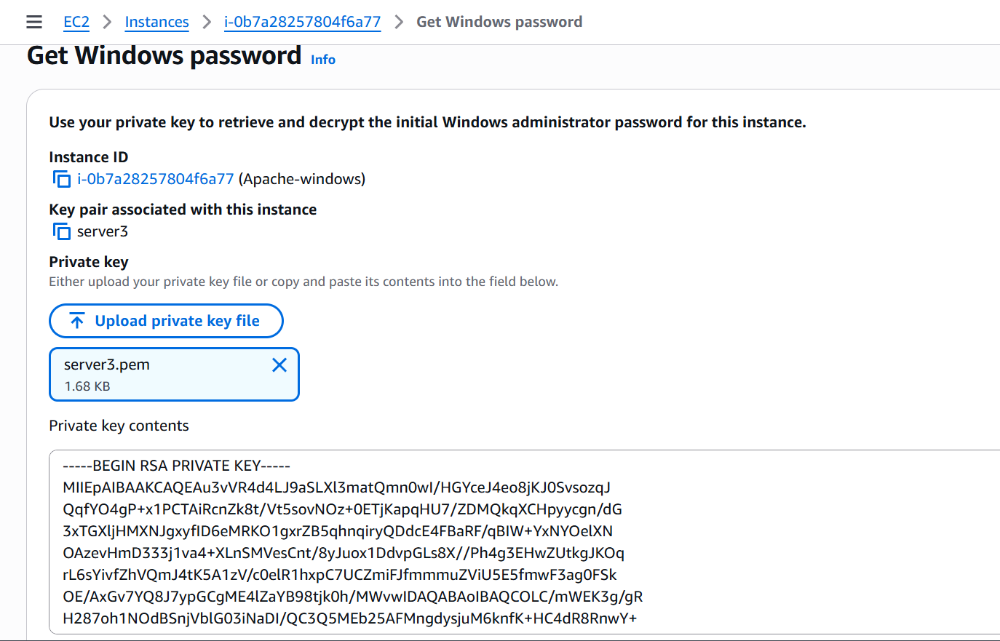 EC2 > Instances > i-0b7a28257804f6a77 > Get Windows password
Get Windows password Info
Use your private key to retrieve and decrypt the initial Windows administrator password for this instance.
Instance ID
i-0b7a28257804f6a77 (Apache-windows)
Key pair associated with this instance
server3
Private key
Either upload your private key file or copy and paste its contents into the field below.
Upload private key file
server3.pem
1.68 KB
Private key contents
-----BEGIN RSA PRIVATE KEY-----
MIIEpAIBAAKCAQEAu3vVR4d4LJ9aSLXl3matQmn0wI/HGYceJ4eo8jKJ0SvsozqJ
QqfYO4gP+x1PCTAiRcnZk8t/Vt5sovNOz+0ETjKapqHU7/ZDMQkqXCHpyycgn/dG
3xTGXljHMXNJgxyfID6eMRKO1gxrZB5qhnqiryQDdcE4FBaRF/qBIW+YxNYOelXN
OAzevHmD333j1va4+XLnSMVesCnt/8yJuox1DdvpGLs8X//Ph4g3EHwZUtkgJKOq
rL6sYivfZhVQmJ4tK5A1zV/c0elR1hxpC7UCZmiFJfmmmuZViU5E5fmwF3ag0FSk
OE/AxGv7YQ8J7ypGCgME4lZaYB98tjk0h/MWvwIDAQABAoIBAQCOLC/mWEK3g/gR
H287oh1NOdBSnjVblG03iNaDI/QC3Q5MEb25AFMngdysjuM6knfK+HC4dR8RnwY+